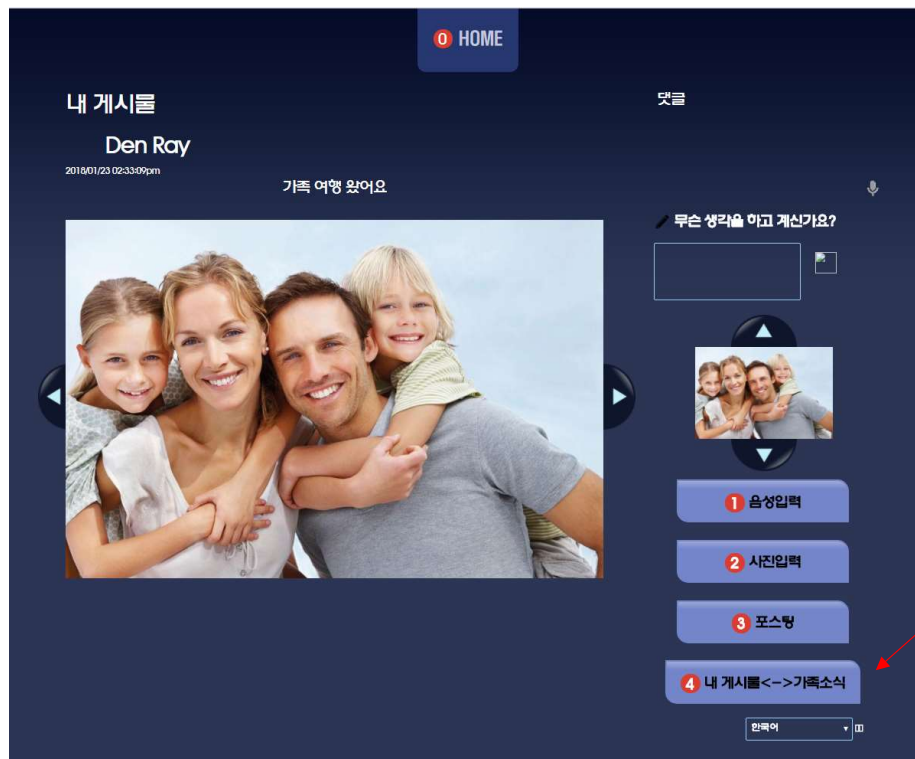 0 HOME
내 게시물
댓글
Den Ray
2018/01/23 02:33:09pm
가족 여행 왔어요
무슨 생각을 하고 계신가요?
1 음성입력
2 사진입력
3 포스팅
4 내 게시물<->가족소식
한국어